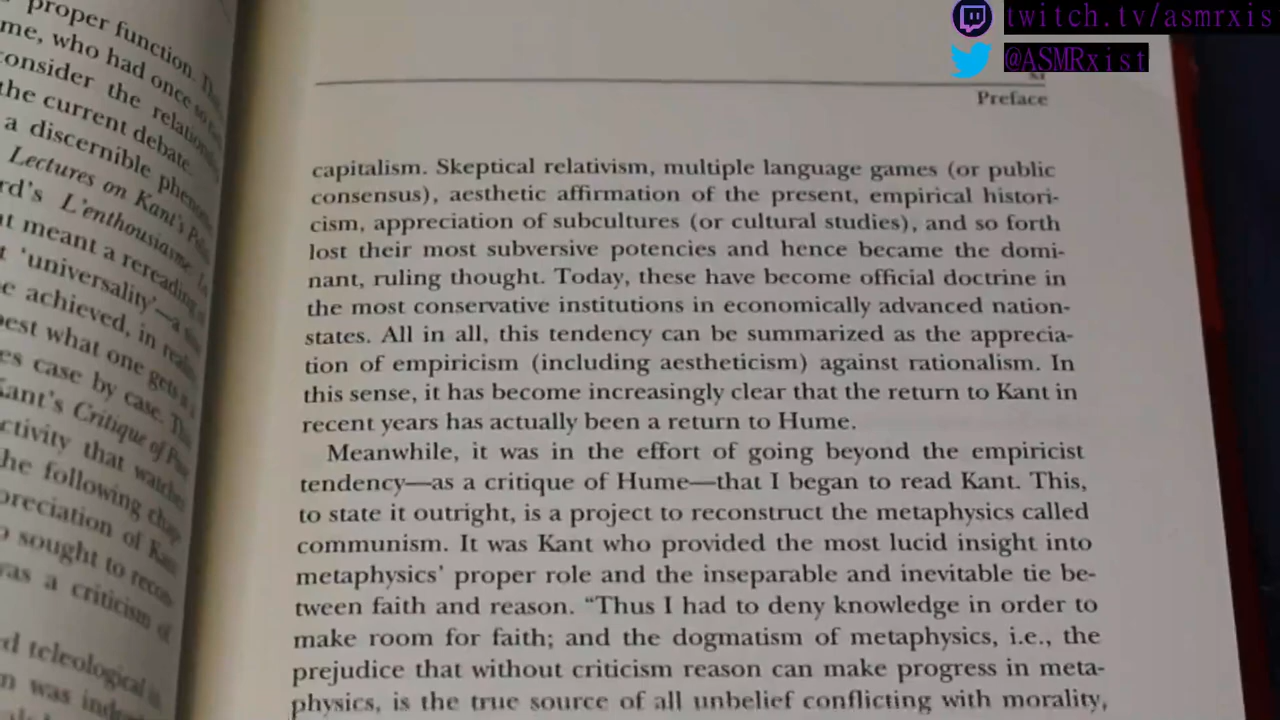 proper function.
me, who had once so
consider the relation
the current debate.
a discernible
Lectures on Kant's
rd's L'enthousiasme.
meant a rereading
'universality'—a
achieved, in
best what one gets
es case by case.
Kant's Critique of
ctivity that
he following
preciation of
sought to
was a criticism
teleological
was
twitch.tv/asmrxis
@ASMRxist
xi
Preface
capitalism. Skeptical relativism, multiple language games (or public
consensus), aesthetic affirmation of the present, empirical histori-
cism, appreciation of subcultures (or cultural studies), and so forth
lost their most subversive potencies and hence became the domi-
nant, ruling thought. Today, these have become official doctrine in
the most conservative institutions in economically advanced nation-
states. All in all, this tendency can be summarized as the apprecia-
tion of empiricism (including aestheticism) against rationalism. In
this sense, it has become increasingly clear that the return to Kant in
recent years has actually been a return to Hume.
Meanwhile, it was in the effort of going beyond the empiricist
tendency—as a critique of Hume—that I began to read Kant. This,
to state it outright, is a project to reconstruct the metaphysics called
communism. It was Kant who provided the most lucid insight into
metaphysics' proper role and the inseparable and inevitable tie be-
tween faith and reason. “Thus I had to deny knowledge in order to
make room for faith; and the dogmatism of metaphysics, i.e., the
prejudice that without criticism reason can make progress in meta-
physics, is the true source of all unbelief conflicting with morality,